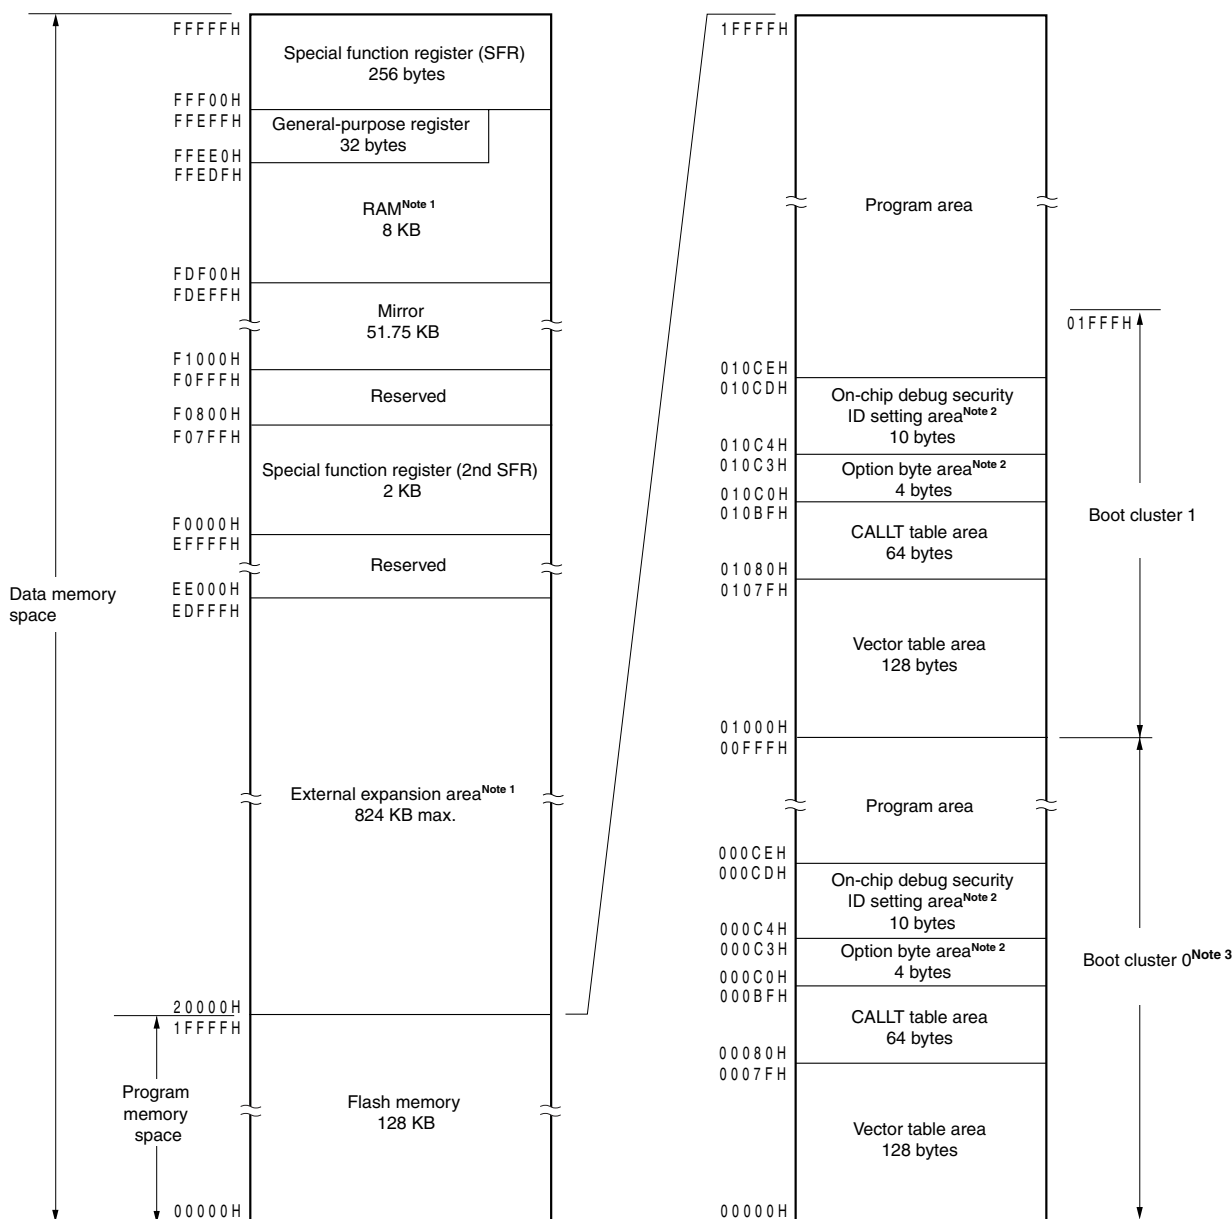 FFFFFH
Special function register (SFR)
256 bytes
FFF00H
FFEFFH
General-purpose register
32 bytes
FFEE0H
FFEDFH
RAMNote 1
8 KB
FDF00H
FDEFFH
Mirror
51.75 KB
F1000H
F0FFFH
Reserved
F0800H
F07FFH
Special function register (2nd SFR)
2 KB
F0000H
EFFFFH
Reserved
EE000H
EDFFFH
Data memory
space
External expansion areaNote 1
824 KB max.
20000H
1FFFFH
Program
memory
space
Flash memory
128 KB
00000H
1FFFFH
Program area
01FFFH
010CEH
010CDH
On-chip debug security
ID setting areaNote 2
10 bytes
010C4H
010C3H
Option byte areaNote 2
4 bytes
010C0H
010BFH
Boot cluster 1
CALLT table area
64 bytes
01080H
0107FH
Vector table area
128 bytes
01000H
00FFFH
Program area
000CEH
000CDH
On-chip debug security
ID setting areaNote 2
10 bytes
000C4H
000C3H
Option byte areaNote 2
4 bytes
Boot cluster 0Note 3
000C0H
000BFH
CALLT table area
64 bytes
00080H
0007FH
Vector table area
128 bytes
00000H